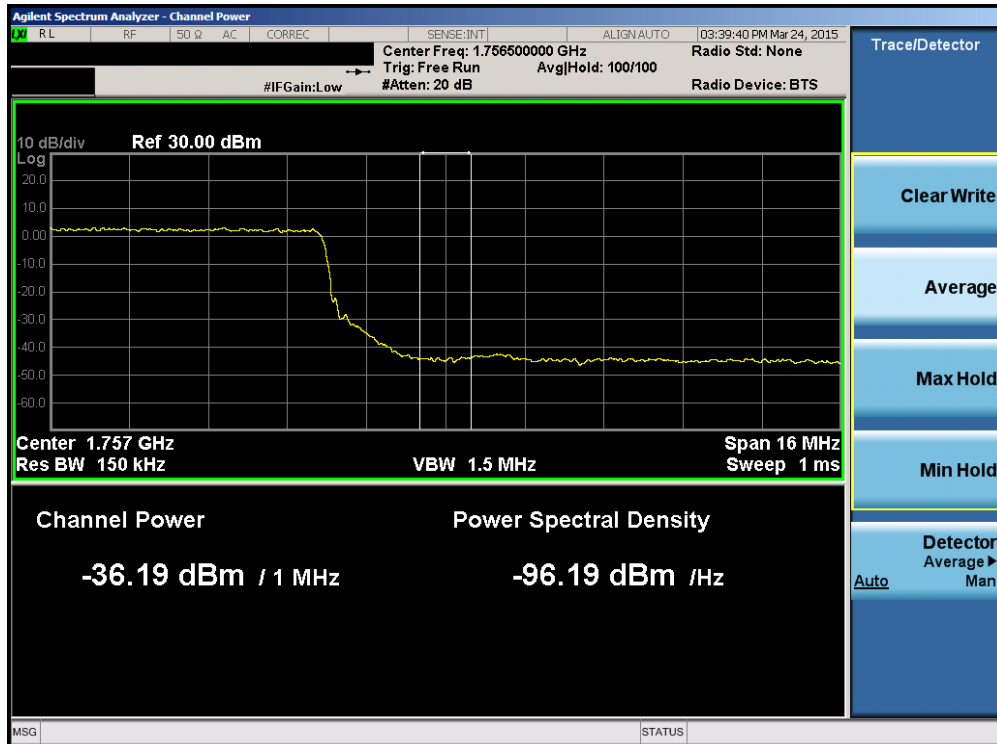 Agilent Spectrum Analyzer - Channel Power
LXI RL RF 50 Ω AC CORREC SENSE:INT ALIGN AUTO 03:39:40 PM Mar 24, 2015
Center Freq: 1.756500000 GHz Radio Std: None
Trig: Free Run Avg|Hold: 100/100
#IFGain:Low #Atten: 20 dB Radio Device: BTS
Trace/Detector
10 dB/div Ref 30.00 dBm
Log
20.0
10.0
0.00
-10.0
-20.0
-30.0
-40.0
-50.0
-60.0
Center 1.757 GHz Span 16 MHz
Res BW 150 kHz VBW 1.5 MHz Sweep 1 ms
Channel Power Power Spectral Density
-36.19 dBm / 1 MHz -96.19 dBm /Hz
Clear Write
Average
Max Hold
Min Hold
Detector
Average
Auto Man
MSG STATUS